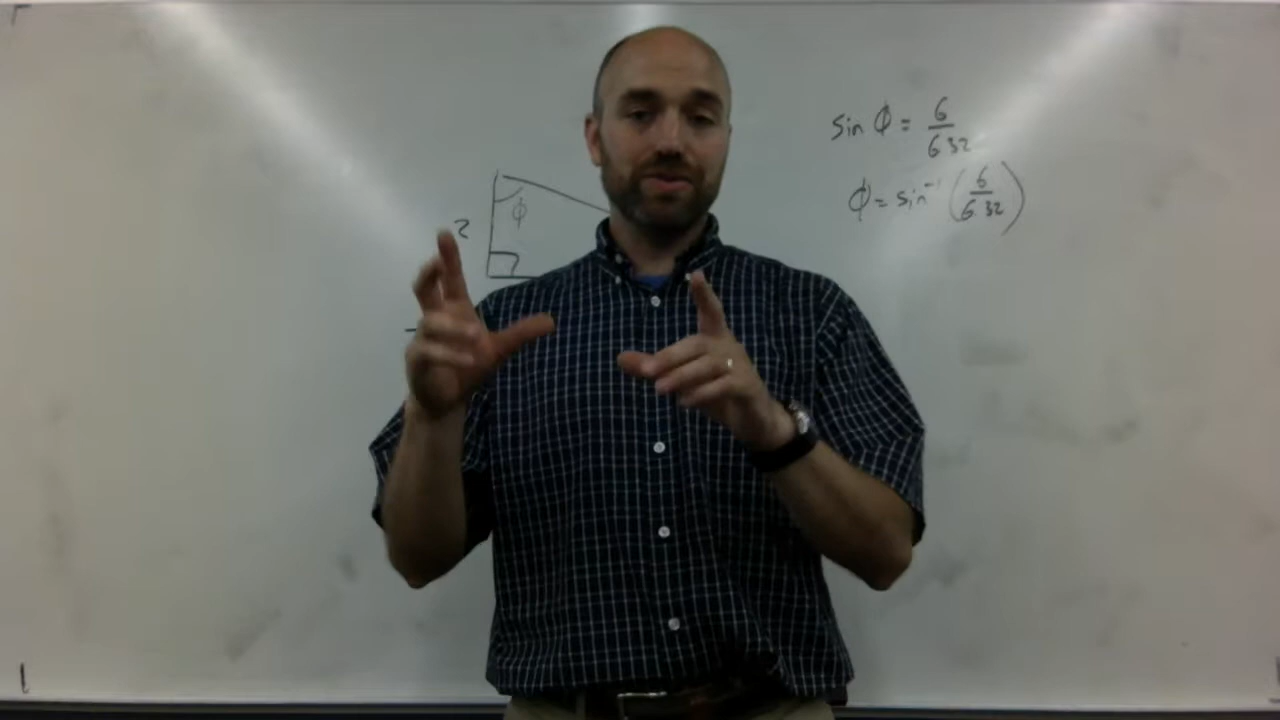 sin ϕ = 6/6.32
ϕ = sin⁻¹ (6/6.32)
ϕ
2